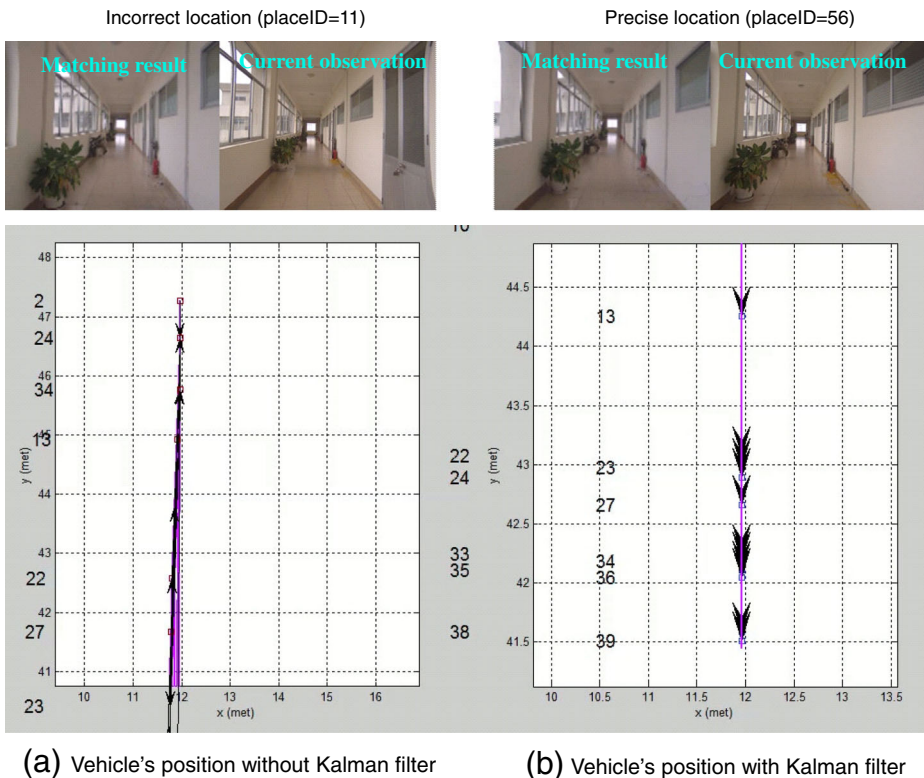 Incorrect location (placeID=11)
Precise location (placeID=56)
Matching result
Current observation
Matching result
Current observation
48
47
46
45
44
43
42
41
2
24
34
13
22
27
23
y (met)
10 11 12 13 14 15 16
x (met)
22
24
33
35
38
44.5
44
43.5
43
42.5
42
41.5
y (met)
13
23
27
34
36
39
10 10.5 11 11.5 12 12.5 13 13.5
x (met)
(a) Vehicle's position without Kalman filter
(b) Vehicle's position with Kalman filter